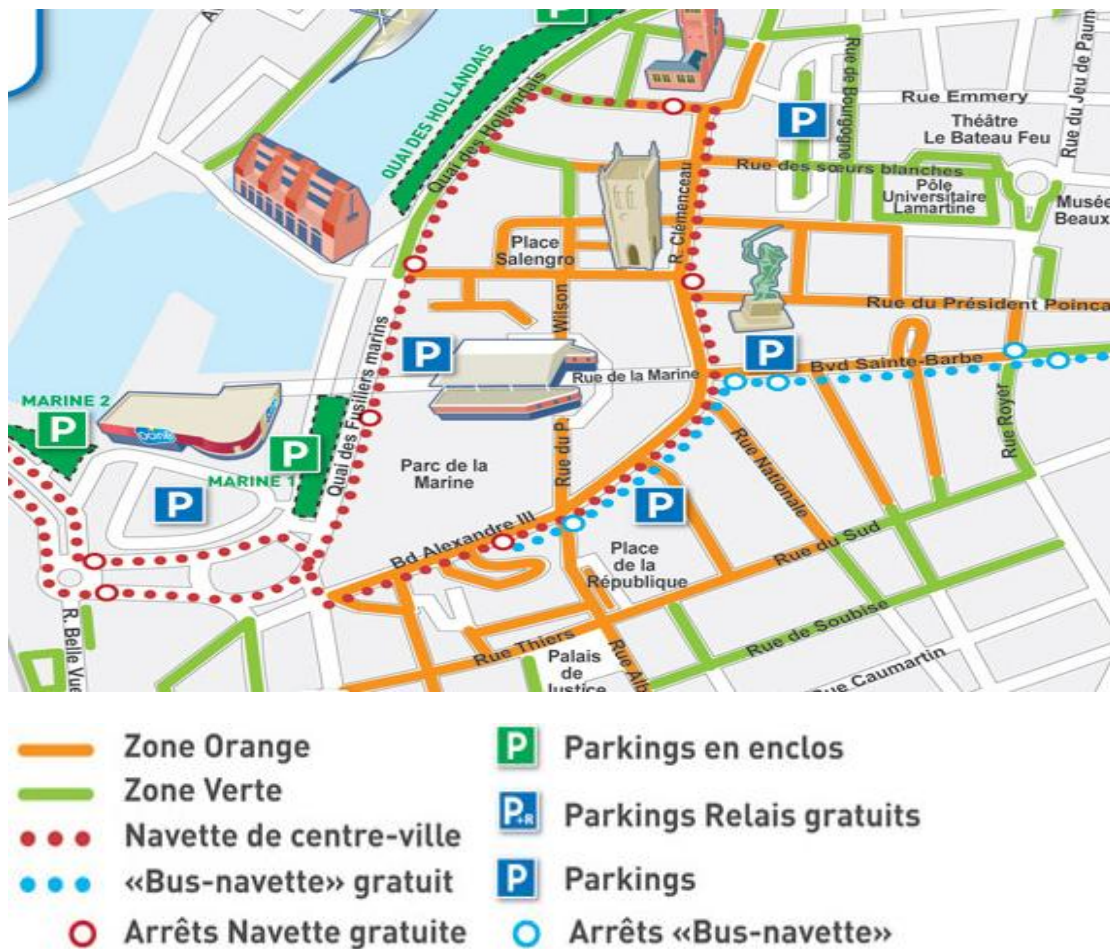 QUAI DES HOLLANDAIS
Quai des Hollandais
Rue de Bourgogne
Rue Emmery
Rue du Jeu de Paum
P
P
Théâtre
Le Bateau Feu
Rue des sœurs blanches
Pôle
Universitaire
Lamartine
Musée
Beaux
Place
Salengro
R. Clémenceau
Rue du Président Poinca
Wilson
Quai des Fusiliers marins
P
P
Rue de la Marine
Bvd Sainte-Barbe
MARINE 2
P
P
MARINE 1
P
Parc de la
Marine
Rue du P.
Rue Nationale
Rue Royer
P
Bd Alexandre III
Place
de la
République
Rue du Sud
Rue de Soubise
R. Belle Vue
Rue Thiers
Palais
de
Justice
Rue Alb
Rue Caumartin
Zone Orange
Zone Verte
Navette de centre-ville
«Bus-navette» gratuit
Arrêts Navette gratuite
P Parkings en enclos
P+R Parkings Relais gratuits
P Parkings
Arrêts «Bus-navette»